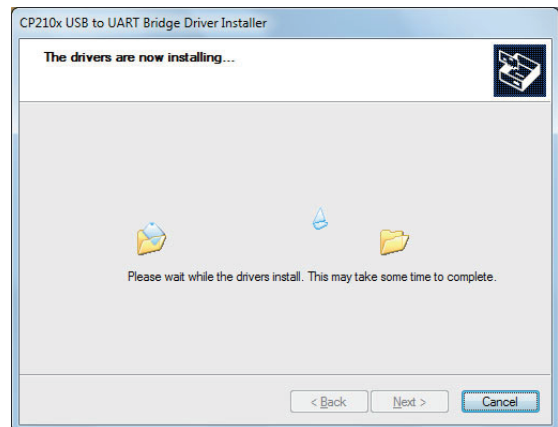 CP210x USB to UART Bridge Driver Installer
The drivers are now installing...
Please wait while the drivers install. This may take some time to complete.
< Back Next > Cancel